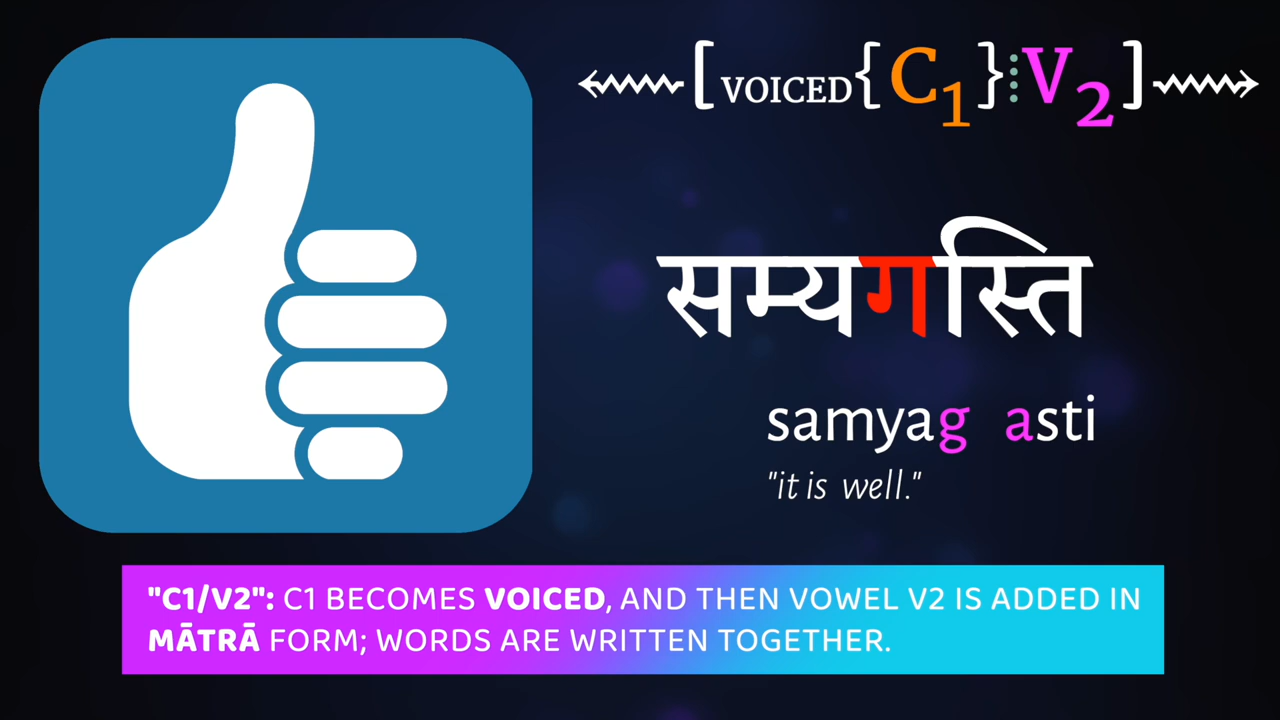 [VOICED{C₁}⁞V₂]
सम्यगस्ति
samyag asti
"it is well."
"C1/V2": C1 BECOMES VOICED, AND THEN VOWEL V2 IS ADDED IN
MĀTRĀ FORM; WORDS ARE WRITTEN TOGETHER.